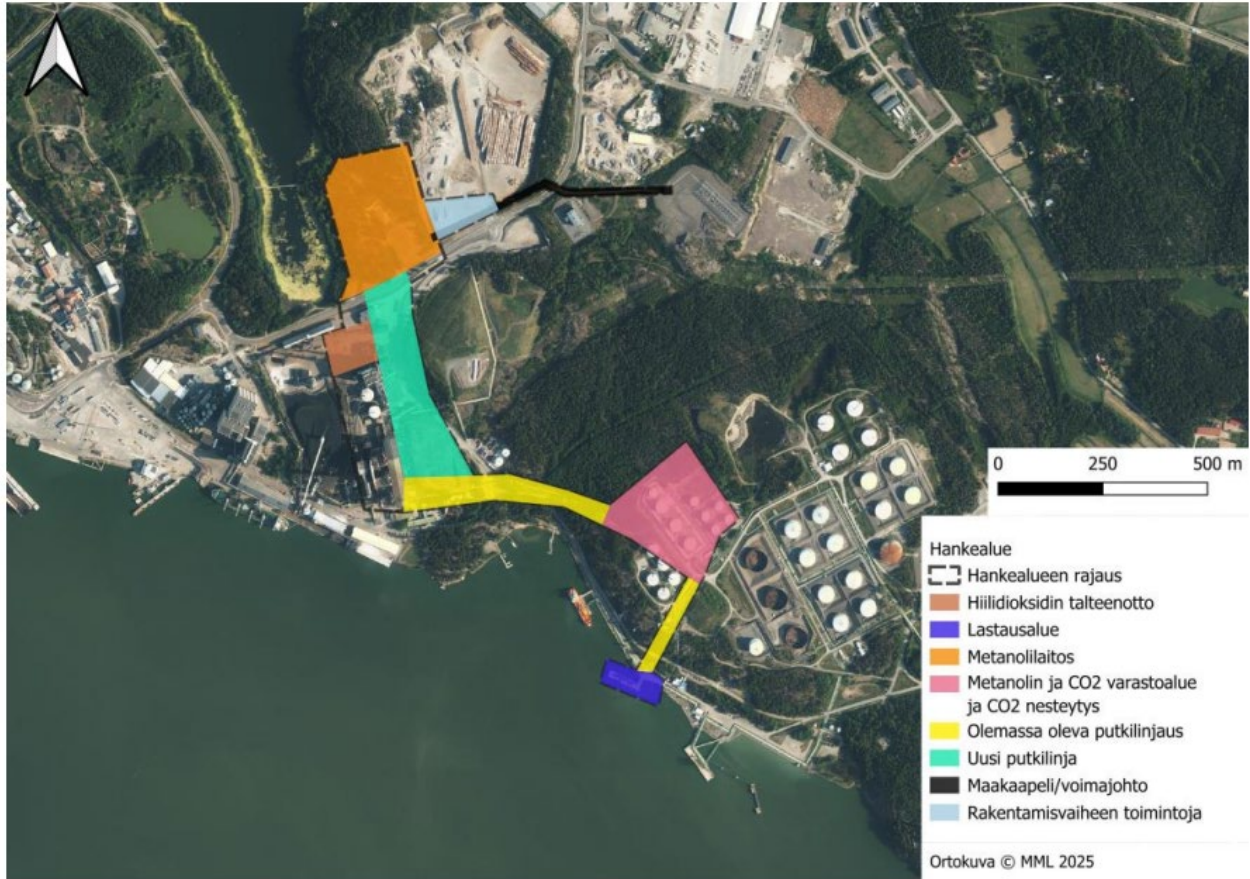 0 250 500 m
Hankealue
Hankealueen rajaus
Hiilidioksidin talteenotto
Lastausalue
Metanolilaitos
Metanolin ja CO2 varastoalue
ja CO2 nesteytys
Olemassa oleva putkilinjaus
Uusi putkilinja
Maakaapeli/voimajohto
Rakentamisvaiheen toimintoja
Ortokuva © MML 2025